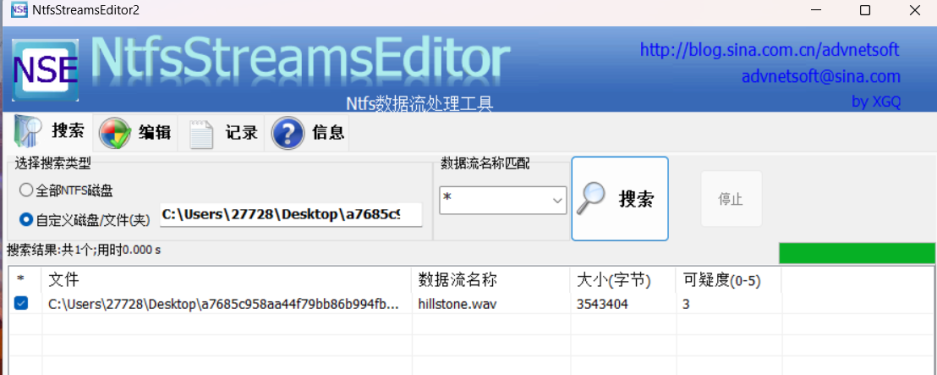 NtfsStreamsEditor2
NSE
NtfsStreamsEditor
http://blog.sina.com.cn/advnetsoft
advnetsoft@sina.com
Ntfs数据流处理工具
by XGQ
搜索 编辑 记录 信息
选择搜索类型 数据流名称匹配
全部NTFS磁盘
* 搜索 停止
自定义磁盘/文件(夹) C:\Users\27728\Desktop\a7685c9
搜索结果:共1个;用时0.000 s
* 文件 数据流名称 大小(字节) 可疑度(0-5)
C:\Users\27728\Desktop\a7685c958aa44f79bb86b994fb... hillstone.wav 3543404 3